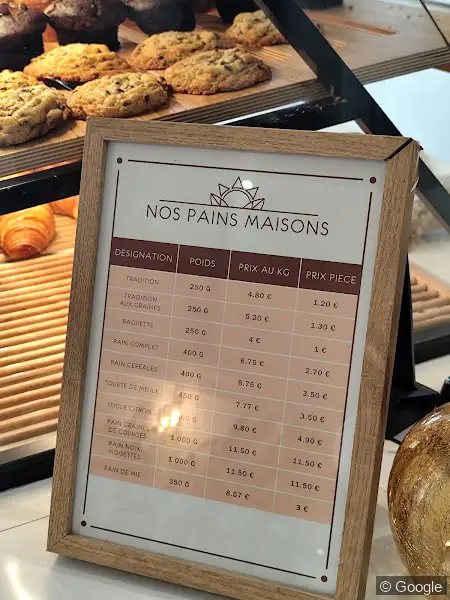 NOS PAINS MAISONS
DESIGNATION POIDS PRIX AU KG PRIX PIECE
TRADITION 250 G 4.80 € 1.20 €
TRADITION
AUX GRAINES 250 G 5.20 € 1.30 €
BAGUETTE 250 G 4 € 1 €
PAIN COMPLET 400 G 6.75 € 2.70 €
PAIN CEREALES 400 G 8.75 € 3.50 €
TOURTE DE MEULE 450 G 7.77 € 3.50 €
SEIGLE CITRON 9.80 € 4.90 €
PAIN GRAINES
DE COURGES 1 000 G 11.50 € 11.50 €
PAIN NOIX
NOISETTES 1 000 G 11.50 € 11.50 €
PAIN DE MIE 350 G 8.57 € 3 €
© Google